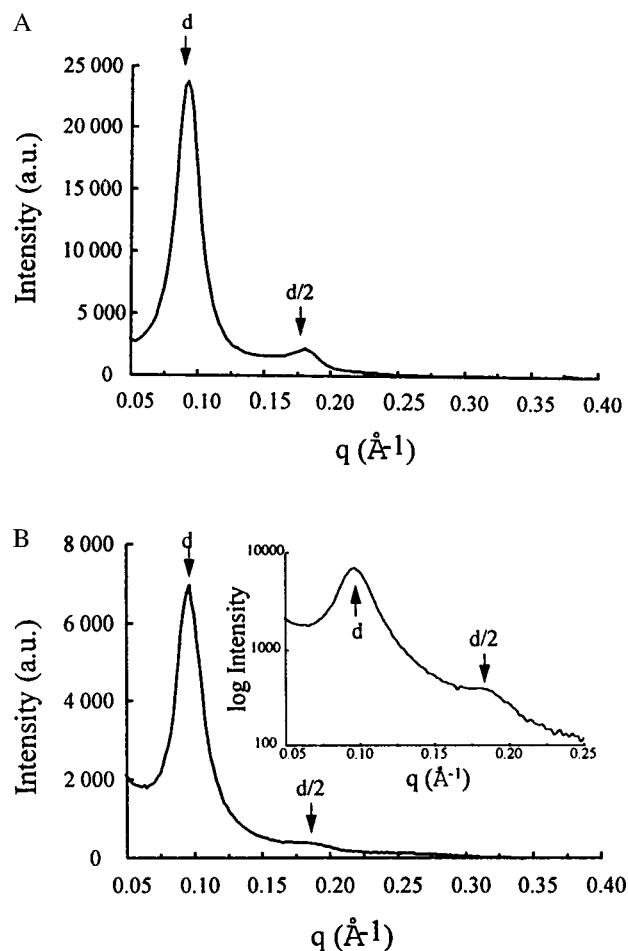 A
d
25 000
20 000
15 000
10 000
5 000
0
Intensity (a.u.)
d/2
0.05 0.10 0.15 0.20 0.25 0.30 0.35 0.40
q (Å-1)
B
d
8 000
6 000
4 000
2 000
0
Intensity (a.u.)
d/2
0.05 0.10 0.15 0.20 0.25 0.30 0.35 0.40
q (Å-1)
10000
1000
100
log Intensity
d
d/2
0.05 0.10 0.15 0.20 0.25
q (Å-1)